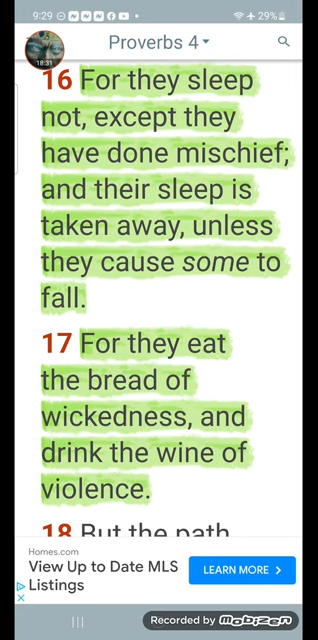 9:29
29%
18:31
Proverbs 4
16 For they sleep
not, except they
have done mischief;
and their sleep is
taken away, unless
they cause some to
fall.
17 For they eat
the bread of
wickedness, and
drink the wine of
violence.
18 But the path
Homes.com
View Up to Date MLS
Listings
LEARN MORE
Recorded by mobizen